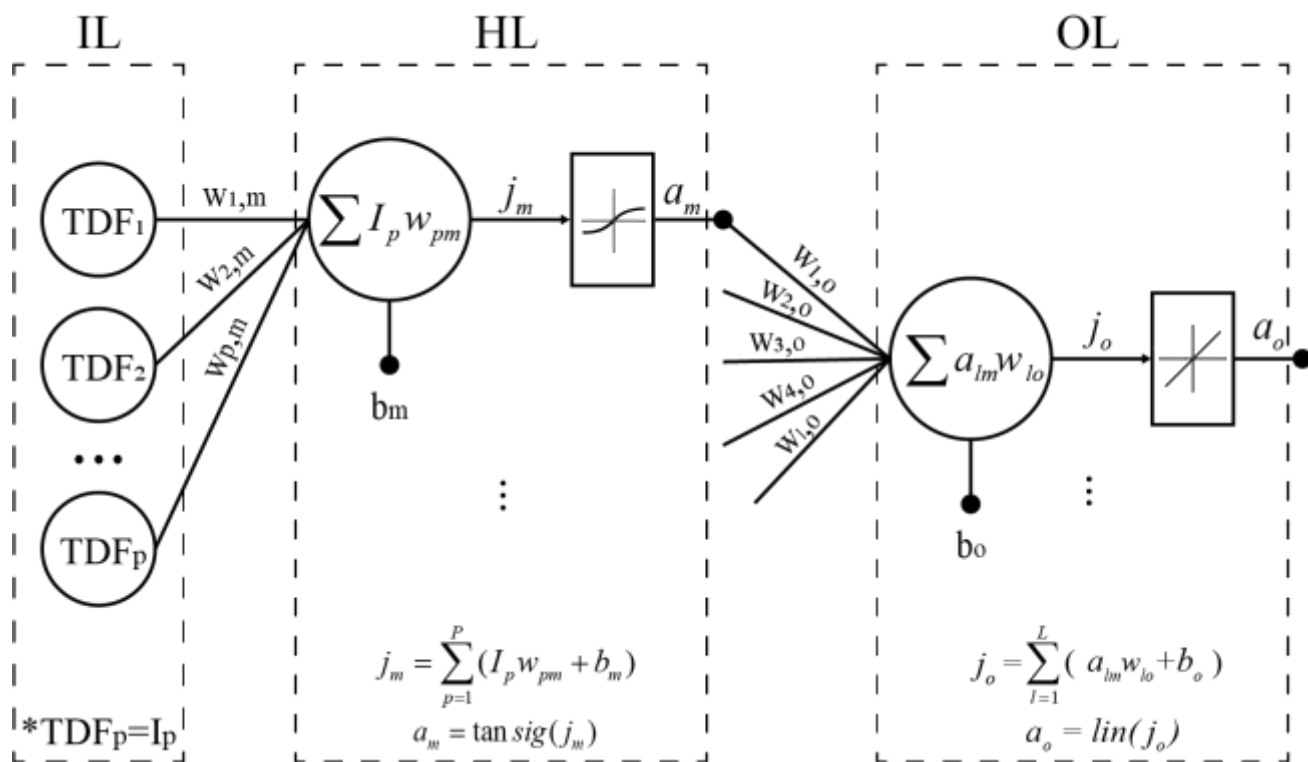 IL
HL
OL
TDF₁
TDF₂
...
TDFₚ
W₁,m
W₂,m
Wₚ,m
∑ Iₚ wₚₘ
bm
jₘ
aₘ
W₁,o
W₂,o
W₃,o
W₄,o
Wₗ,o
∑ aₗₘ wₗₒ
bo
jₒ
aₒ
⋮
⋮
*TDFₚ=Iₚ
jₘ = ∑_{p=1}^{P} (Iₚ wₚₘ + bₘ)
aₘ = tan sig(jₘ)
jₒ = ∑_{l=1}^{L} ( aₗₘ wₗₒ + bₒ )
aₒ = lin(jₒ)